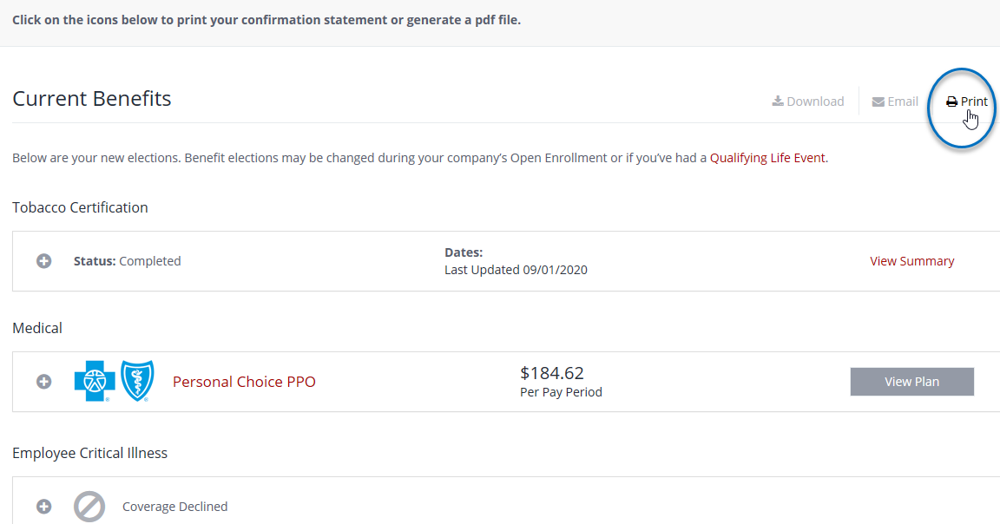 Click on the icons below to print your confirmation statement or generate a pdf file.
Current Benefits
Download
Email
Print
Below are your new elections. Benefit elections may be changed during your company's Open Enrollment or if you've had a Qualifying Life Event.
Tobacco Certification
Status: Completed
Dates:
Last Updated 09/01/2020
View Summary
Medical
Personal Choice PPO
$184.62
Per Pay Period
View Plan
Employee Critical Illness
Coverage Declined